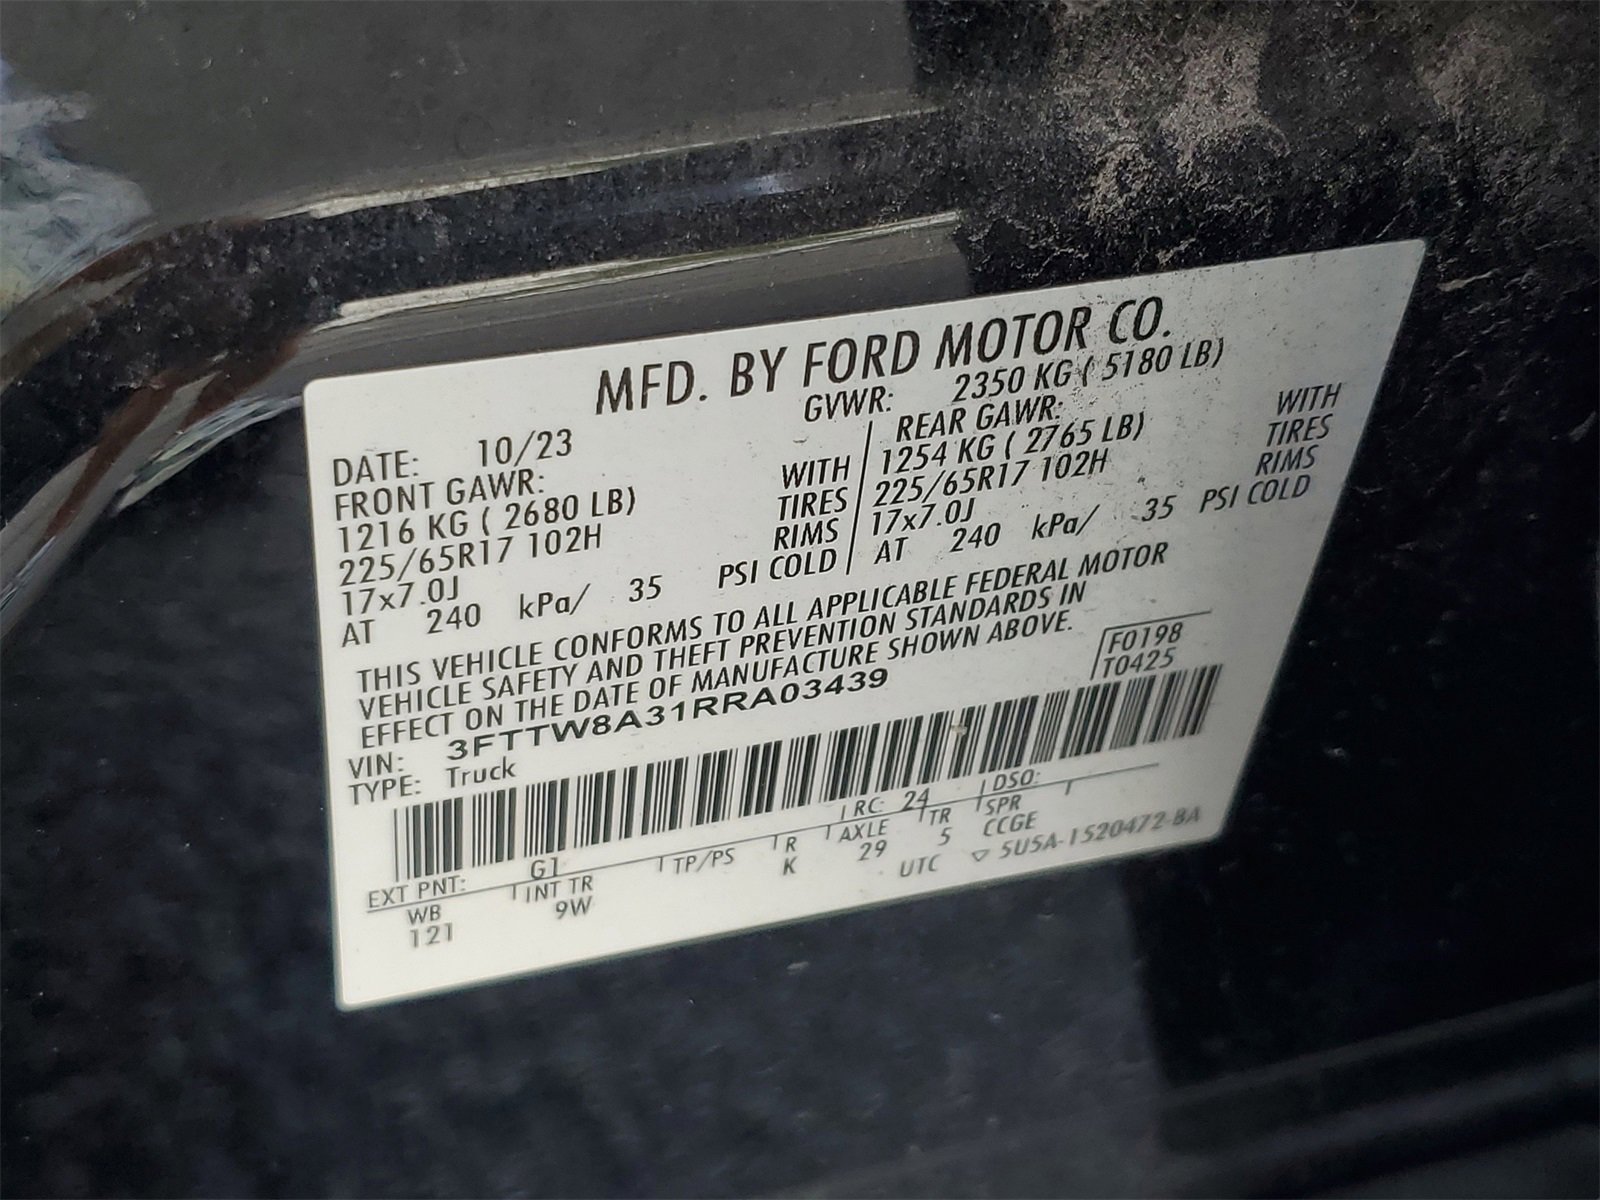 MFD. BY FORD MOTOR CO.
DATE: 10/23 GVWR: 2350 KG ( 5180 LB)
FRONT GAWR: REAR GAWR:
1216 KG ( 2680 LB) WITH 1254 KG ( 2765 LB) WITH
225/65R17 102H TIRES 225/65R17 102H TIRES
17x7.0J RIMS 17x7.0J RIMS
AT 240 kPa/ 35 PSI COLD AT 240 kPa/ 35 PSI COLD
THIS VEHICLE CONFORMS TO ALL APPLICABLE FEDERAL MOTOR
VEHICLE SAFETY AND THEFT PREVENTION STANDARDS IN
EFFECT ON THE DATE OF MANUFACTURE SHOWN ABOVE.
F0198
T0425
VIN: 3FTTW8A31RRA03439
TYPE: Truck
EXT PNT: G1 RC: 24 DSO:
WB INT TR TP/PS R AXLE TR SPR
121 9W K 29 5 CCGE
UTC ▽ 5U5A-1520472-BA